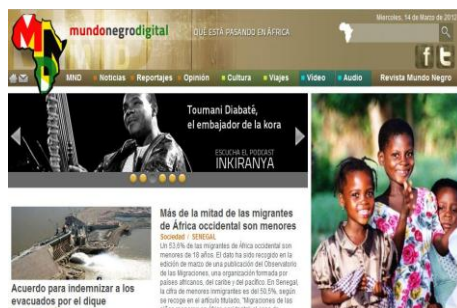 Miercoles, 14 de Marzo de 2012
MND
mundonegrodigital
QUÉ ESTÁ PASANDO EN ÁFRICA
f t
MND Noticias Reportajes Opinión Cultura Viajes Video Audio Revista Mundo Negro
Toumani Diabaté,
el embajador de la kora
ESCUCHA EL PODCAST
INKIRANYA
Acuerdo para indemnizar a los
evacuados por el dique
Más de la mitad de las migrantes
de África occidental son menores
Sociedad / SENEGAL
Un 53,6% de las migrantes de África occidental son
menores de 18 años. El dato ha sido recogido en la
edición de marzo de una publicación del Observatorio
de las Migraciones, una organización formada por
países africanos, del caribe y del pacífico. En Senegal,
la cifra de menores inmigrantes es del 50,5%, según
se recoge en el artículo titulado, "Migraciones de las